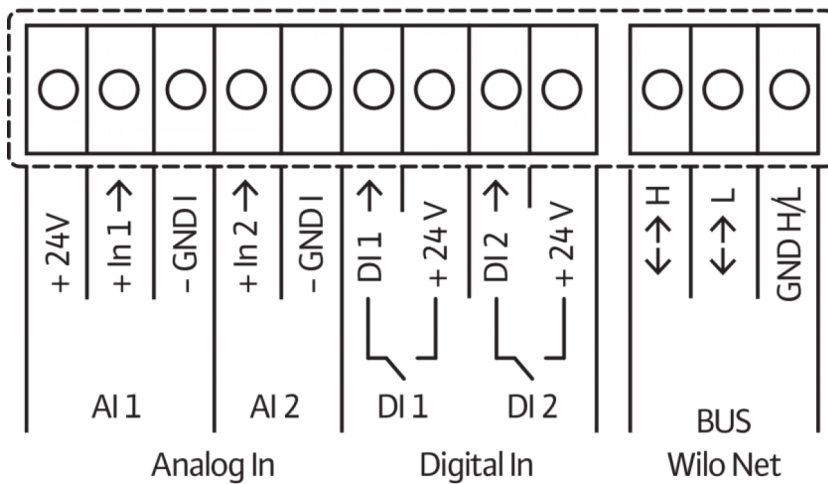 + 24V
+ In 1 →
– GND I
+ In 2 →
– GND I
DI 1 →
+ 24 V
DI 2 →
+ 24 V
H
L
GND H/L
AI 1
AI 2
DI 1
DI 2
BUS
Analog In
Digital In
Wilo Net